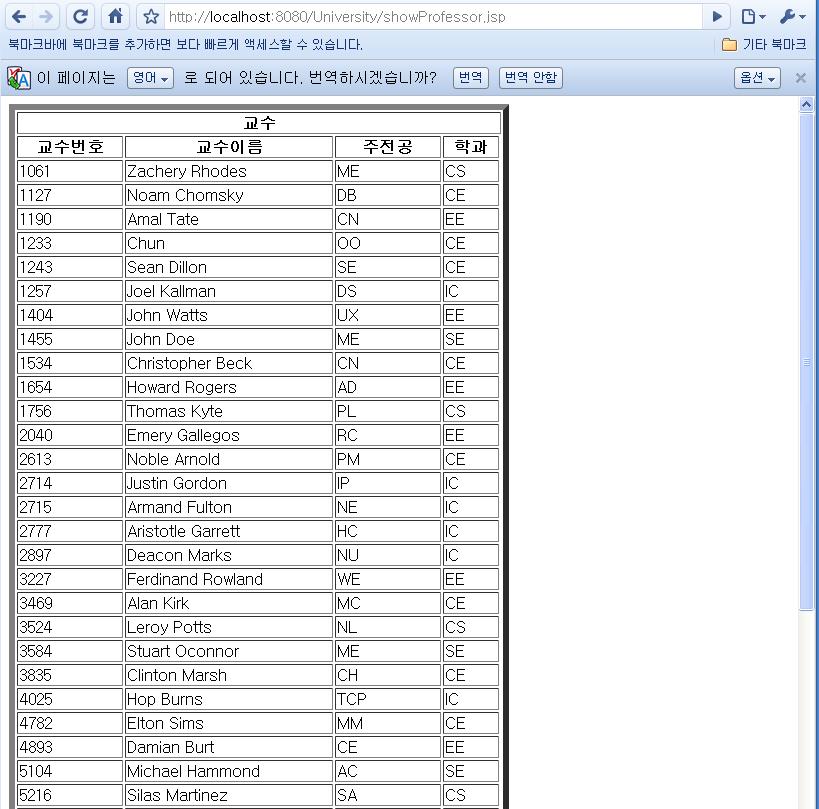 http://localhost:8080/University/showProfessor.jsp
북마크바에 북마크를 추가하면 보다 빠르게 액세스할 수 있습니다. 기타 북마크
이 페이지는 영어 로 되어 있습니다. 번역하시겠습니까? 번역 번역 안함 옵션
교수
교수번호 교수이름 주전공 학과
1061 Zachery Rhodes ME CS
1127 Noam Chomsky DB CE
1190 Amal Tate CN EE
1233 Chun OO CE
1243 Sean Dillon SE CE
1257 Joel Kallman DS IC
1404 John Watts UX EE
1455 John Doe ME SE
1534 Christopher Beck CN CE
1654 Howard Rogers AD EE
1756 Thomas Kyte PL CS
2040 Emery Gallegos RC EE
2613 Noble Arnold PM CE
2714 Justin Gordon IP IC
2715 Armand Fulton NE IC
2777 Aristotle Garrett HC IC
2897 Deacon Marks NU IC
3227 Ferdinand Rowland WE EE
3469 Alan Kirk MC CE
3524 Leroy Potts NL CS
3584 Stuart Oconnor ME SE
3835 Clinton Marsh CH CE
4025 Hop Burns TCP IC
4782 Elton Sims MM CE
4893 Damian Burt CE EE
5104 Michael Hammond AC SE
5216 Silas Martinez SA CS